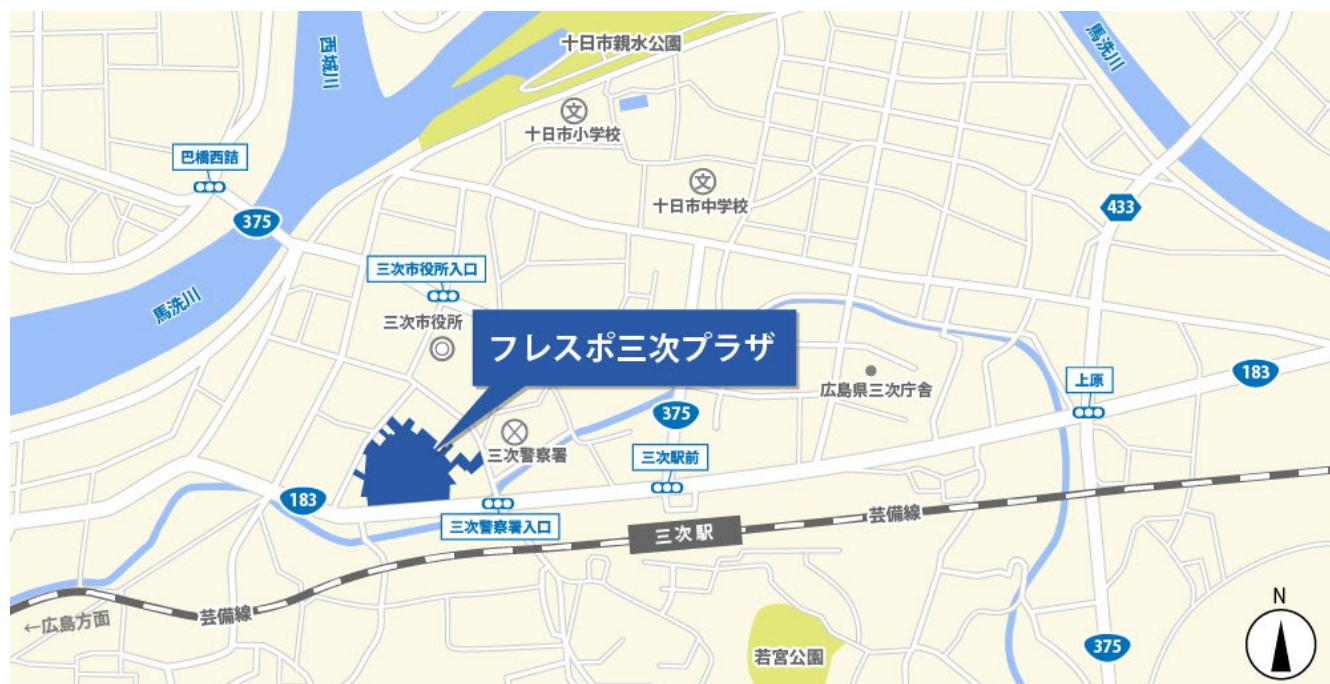 十日市親水公園
西城川
馬洗川
十日市小学校
巴橋西詰
十日市中学校
375
433
三次市役所入口
馬洗川
三次市役所
フレスポ三次プラザ
広島県三次庁舎
上原
183
375
三次警察署
三次駅前
183
三次警察署入口
三次駅
芸備線
芸備線
←広島方面
若宮公園
375
N